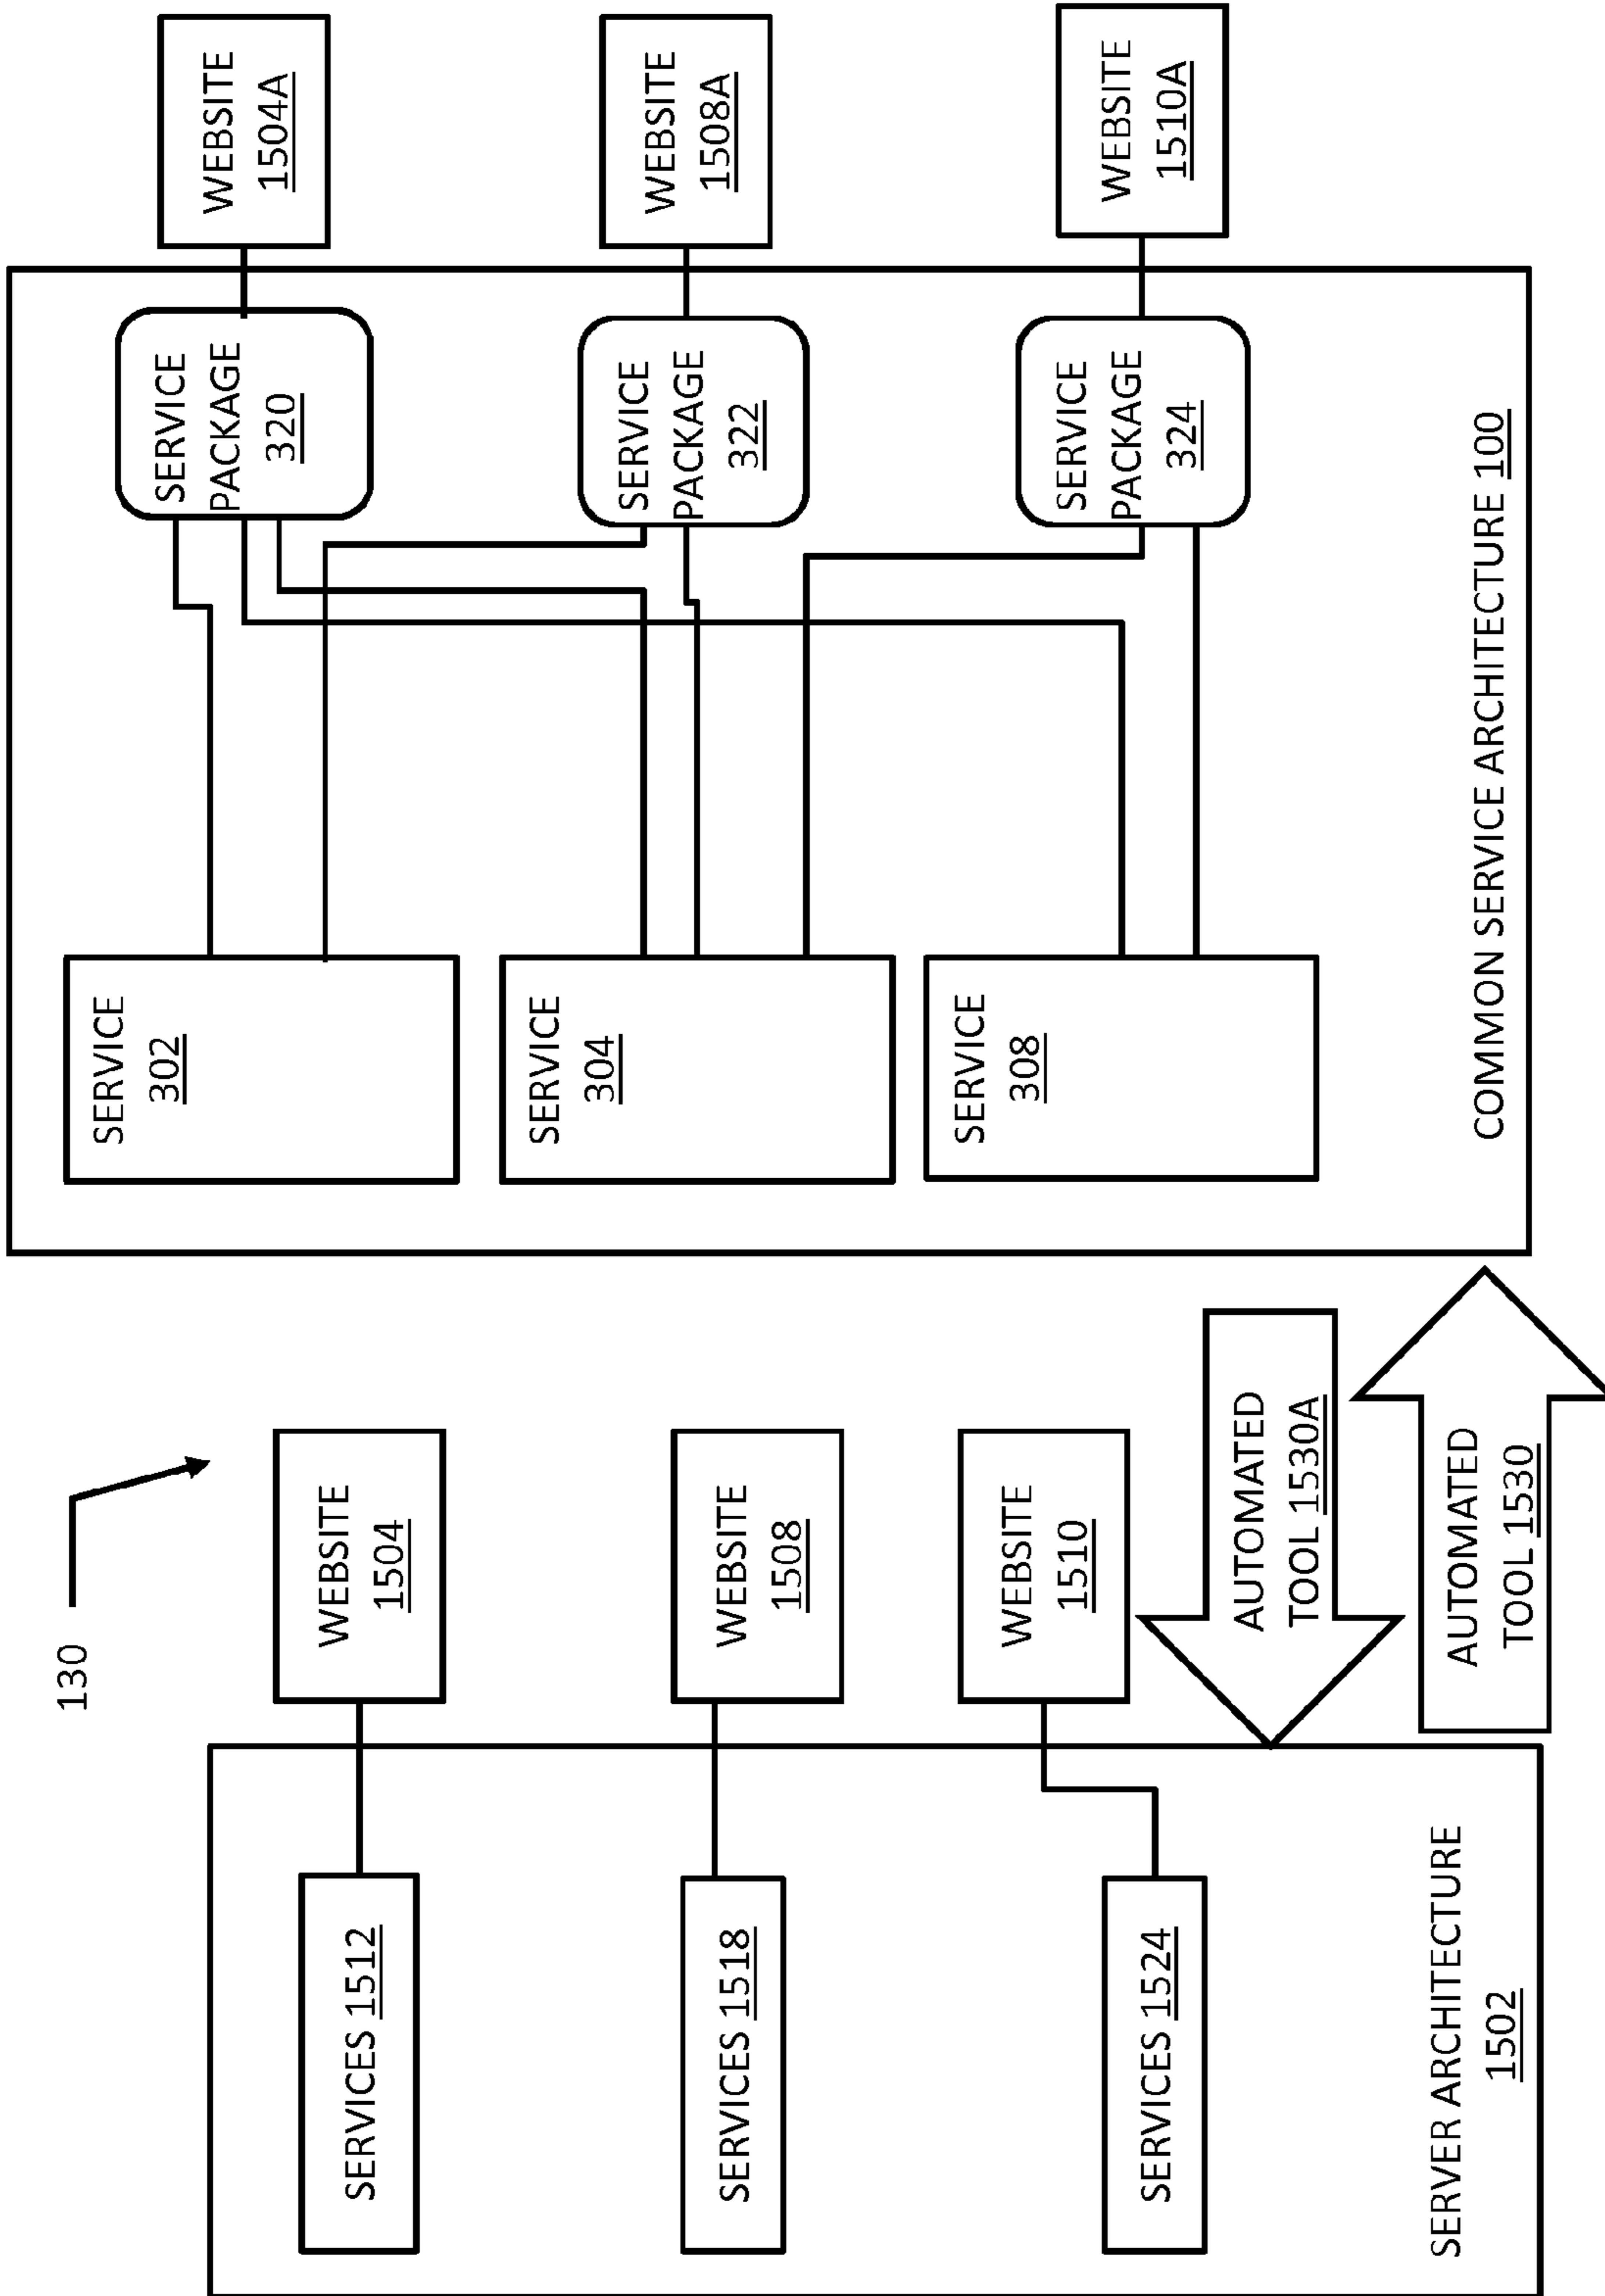 130
SERVICES 1512
SERVICES 1518
SERVICES 1524
SERVER ARCHITECTURE
1502
WEBSITE
1504
WEBSITE
1508
WEBSITE
1510
AUTOMATED
TOOL 1530A
AUTOMATED
TOOL 1530
SERVICE
302
SERVICE
304
SERVICE
308
SERVICE
PACKAGE
320
SERVICE
PACKAGE
322
SERVICE
PACKAGE
324
COMMON SERVICE ARCHITECTURE 100
WEBSITE
1504A
WEBSITE
1508A
WEBSITE
1510A